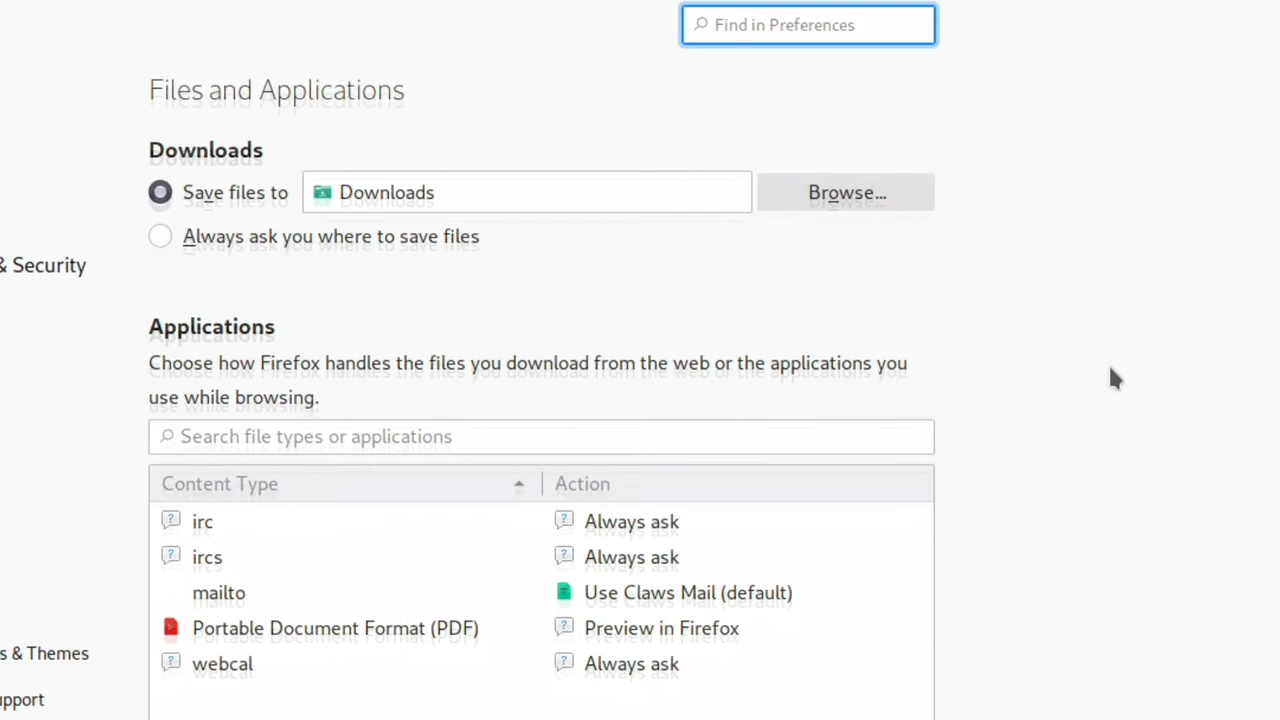 Find in Preferences
Files and Applications
Downloads
Save files to
Downloads
Browse...
Always ask you where to save files
& Security
Applications
Choose how Firefox handles the files you download from the web or the applications you
use while browsing.
Search file types or applications
Content Type
Action
irc
Always ask
ircs
Always ask
mailto
Use Claws Mail (default)
Portable Document Format (PDF)
Preview in Firefox
s & Themes
webcal
Always ask
upport